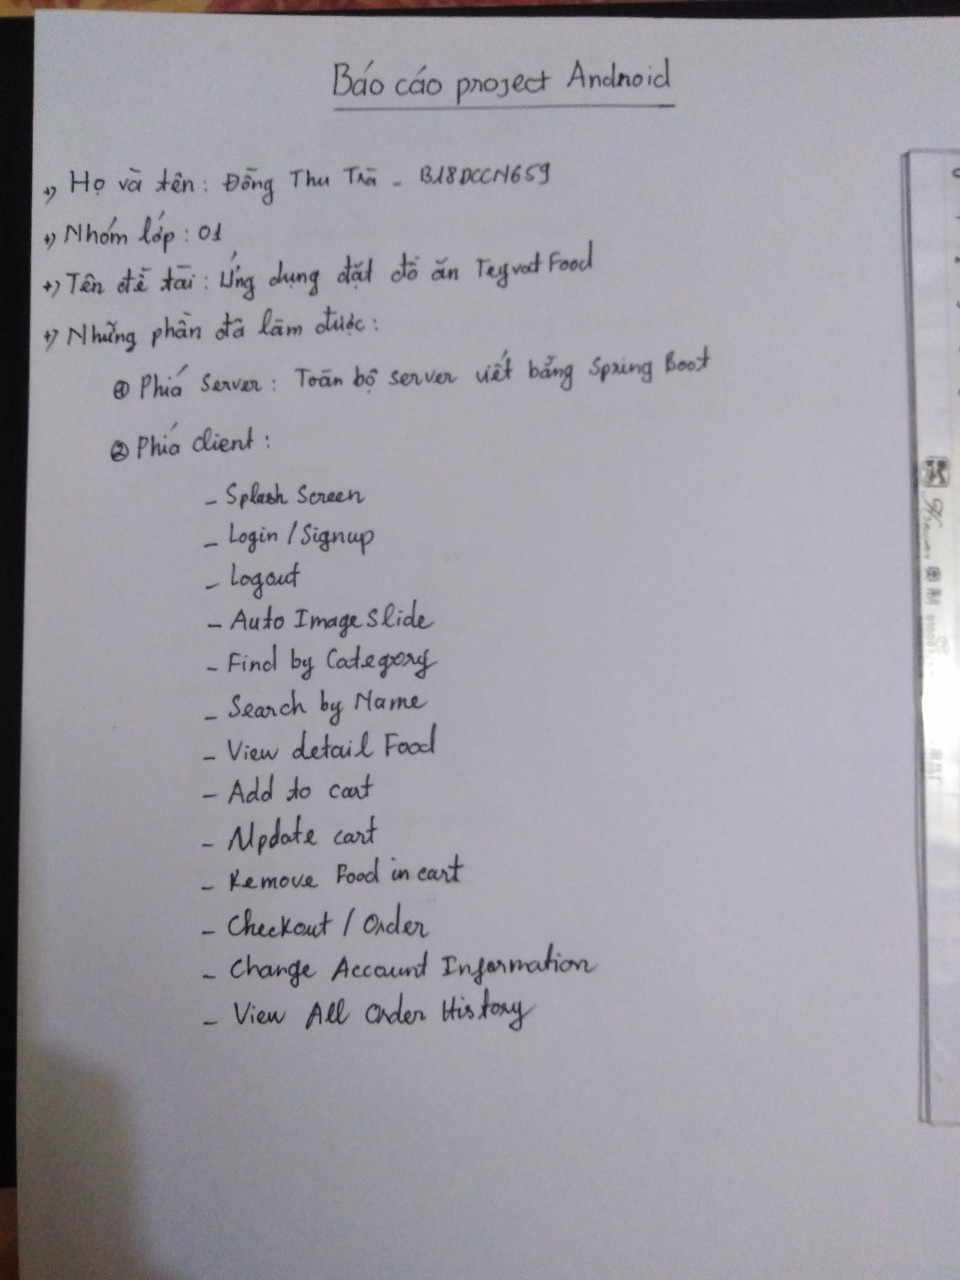 Báo cáo project Android
+) Họ và tên: Đồng Thu Trà - B18DCCN659
+) Nhóm lớp: 01
+) Tên đề tài: Ứng dụng đặt đồ ăn Teyvat Food
+) Những phần đã làm được:
① Phía Server: Toàn bộ server viết bằng Spring Boot
② Phía client:
- Splash Screen
- Login / Signup
- Logout
- Auto Image Slide
- Find by Category
- Search by Name
- View detail Food
- Add to cart
- Update cart
- Remove Food in cart
- Checkout / Order
- Change Account Information
- View All Order History